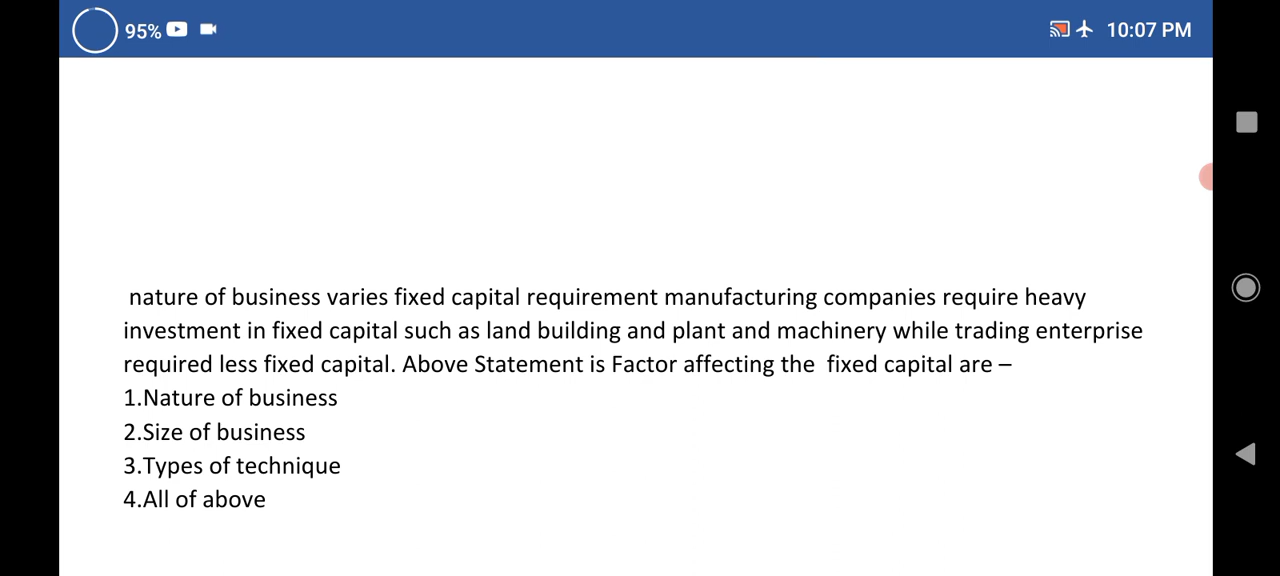 95%
10:07 PM
nature of business varies fixed capital requirement manufacturing companies require heavy
investment in fixed capital such as land building and plant and machinery while trading enterprise
required less fixed capital. Above Statement is Factor affecting the  fixed capital are –
1.Nature of business
2.Size of business
3.Types of technique
4.All of above